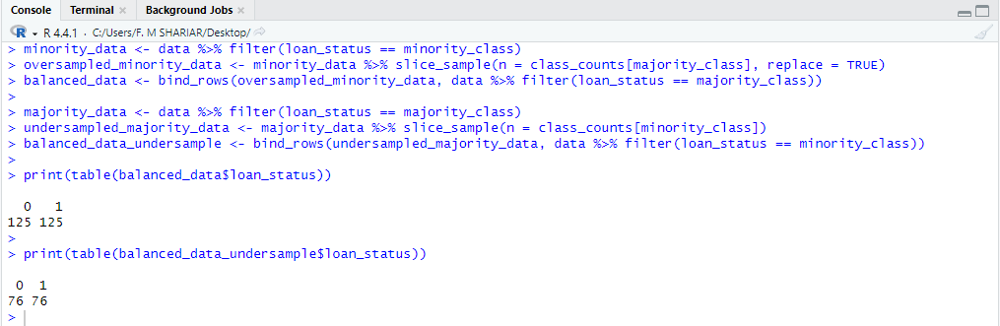 Console Terminal × Background Jobs ×
R 4.4.1 · C:/Users/F. M SHARIAR/Desktop/
> minority_data <- data %>% filter(loan_status == minority_class)
> oversampled_minority_data <- minority_data %>% slice_sample(n = class_counts[majority_class], replace = TRUE)
> balanced_data <- bind_rows(oversampled_minority_data, data %>% filter(loan_status == majority_class))
>
> majority_data <- data %>% filter(loan_status == majority_class)
> undersampled_majority_data <- majority_data %>% slice_sample(n = class_counts[minority_class])
> balanced_data_undersample <- bind_rows(undersampled_majority_data, data %>% filter(loan_status == minority_class))
>
> print(table(balanced_data$loan_status))
0 1
125 125
>
> print(table(balanced_data_undersample$loan_status))
0 1
76 76
>